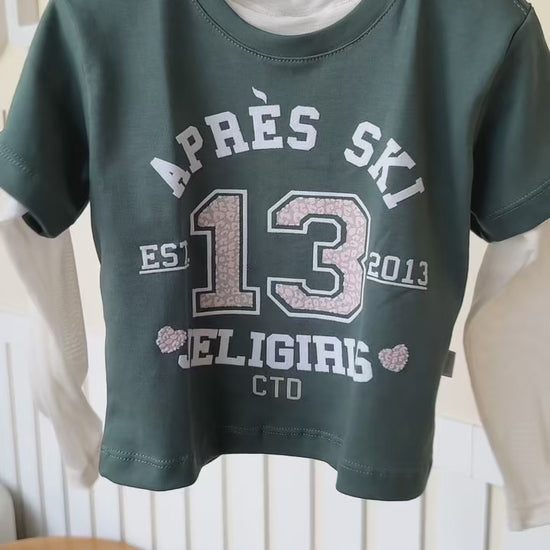 APRÈS SKI
13
EST. 2013
JELIGIRLS
CTD